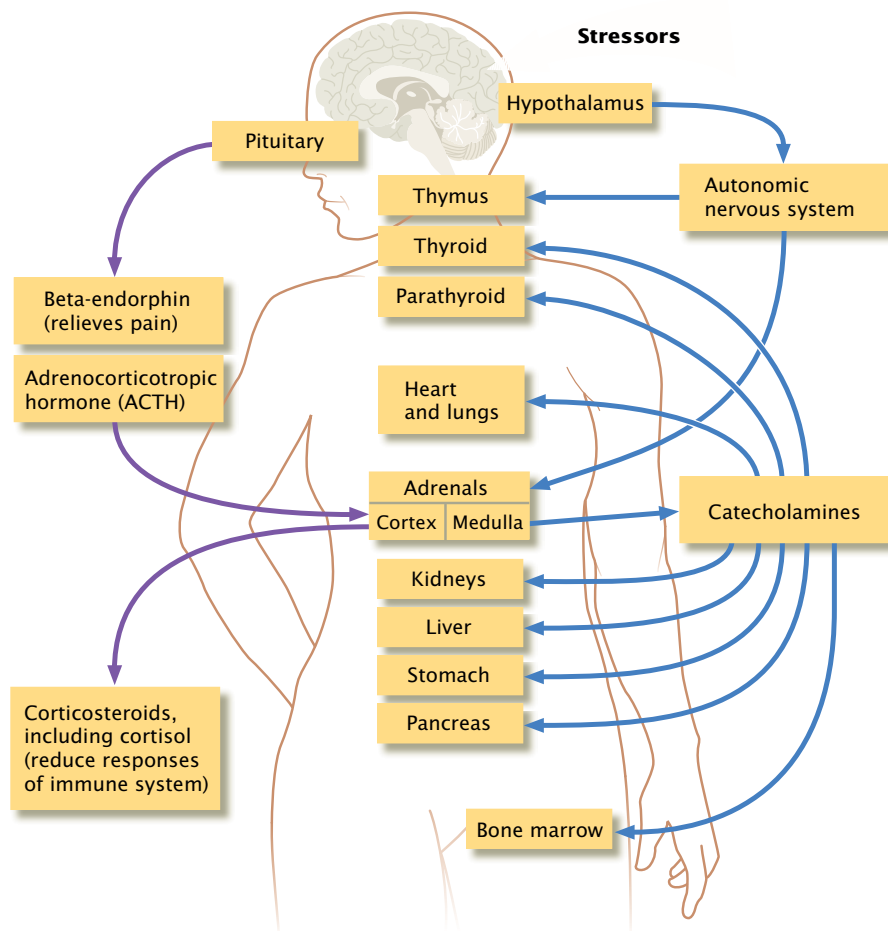 Stressors
Hypothalamus
Pituitary
Autonomic
nervous system
Thymus
Thyroid
Parathyroid
Beta-endorphin
(relieves pain)
Adrenocorticotropic
hormone (ACTH)
Heart
and lungs
Adrenals
Cortex
Medulla
Catecholamines
Kidneys
Liver
Stomach
Pancreas
Corticosteroids,
including cortisol
(reduce responses
of immune system)
Bone marrow